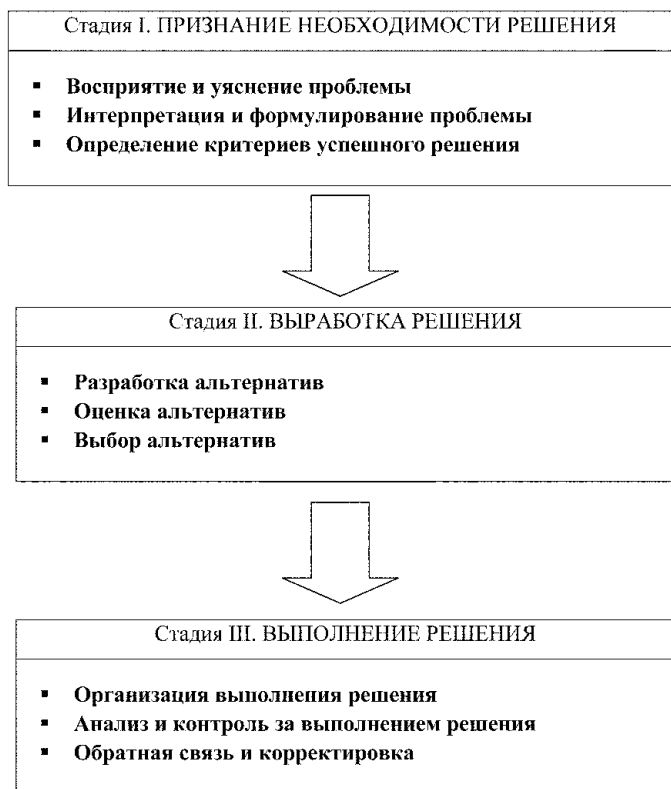 Стадия I. ПРИЗНАНИЕ НЕОБХОДИМОСТИ РЕШЕНИЯ
▪ Восприятие и уяснение проблемы
▪ Интерпретация и формулирование проблемы
▪ Определение критериев успешного решения
Стадия II. ВЫРАБОТКА РЕШЕНИЯ
▪ Разработка альтернатив
▪ Оценка альтернатив
▪ Выбор альтернатив
Стадия III. ВЫПОЛНЕНИЕ РЕШЕНИЯ
▪ Организация выполнения решения
▪ Анализ и контроль за выполнением решения
▪ Обратная связь и корректировка